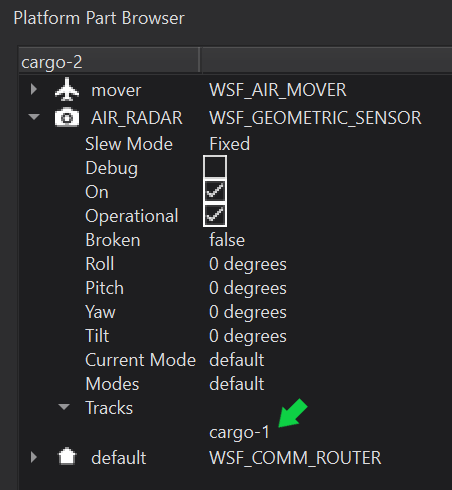 Platform Part Browser
cargo-2
mover WSF_AIR_MOVER
AIR_RADAR WSF_GEOMETRIC_SENSOR
Slew Mode Fixed
Debug
On
Operational
Broken false
Roll 0 degrees
Pitch 0 degrees
Yaw 0 degrees
Tilt 0 degrees
Current Mode default
Modes default
Tracks
cargo-1
default WSF_COMM_ROUTER